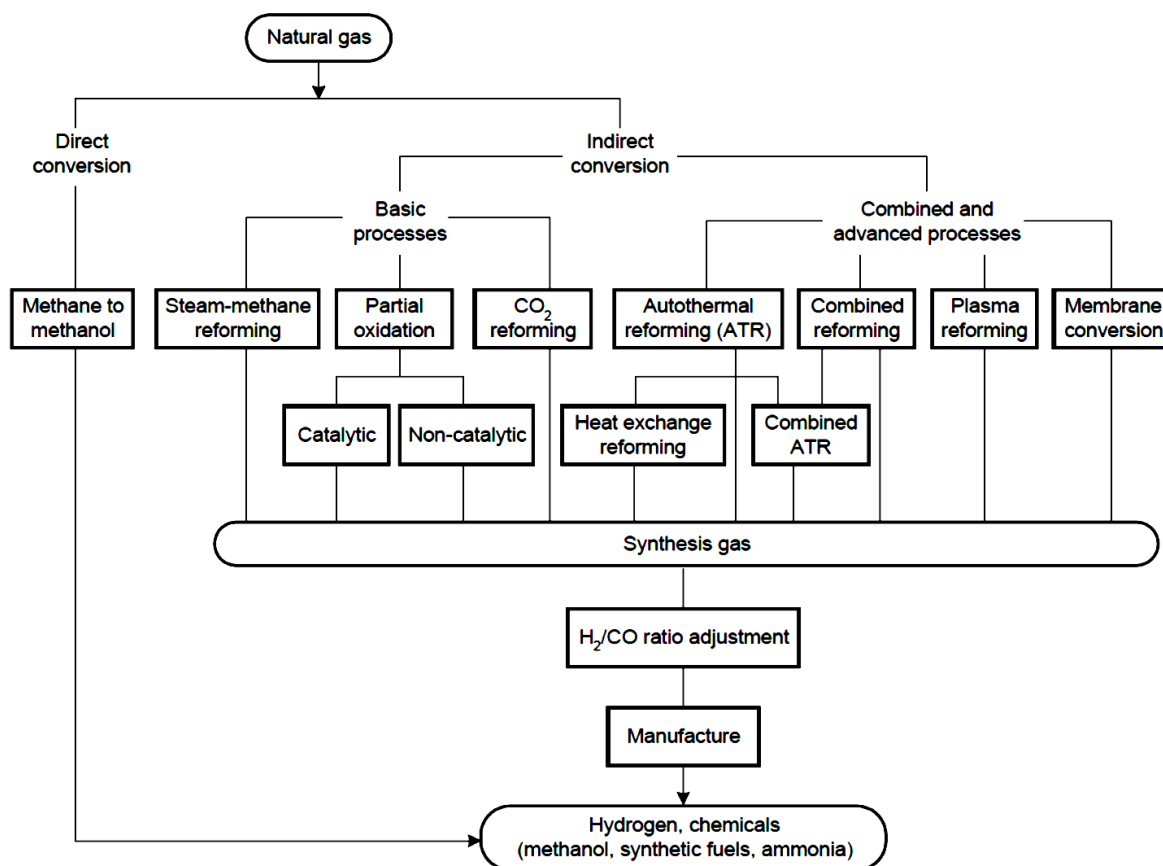 Natural gas
Direct
conversion
Indirect
conversion
Basic
processes
Combined and
advanced processes
Methane to
methanol
Steam-methane
reforming
Partial
oxidation
CO₂
reforming
Autothermal
reforming (ATR)
Combined
reforming
Plasma
reforming
Membrane
conversion
Catalytic
Non-catalytic
Heat exchange
reforming
Combined
ATR
Synthesis gas
H₂/CO ratio adjustment
Manufacture
Hydrogen, chemicals
(methanol, synthetic fuels, ammonia)